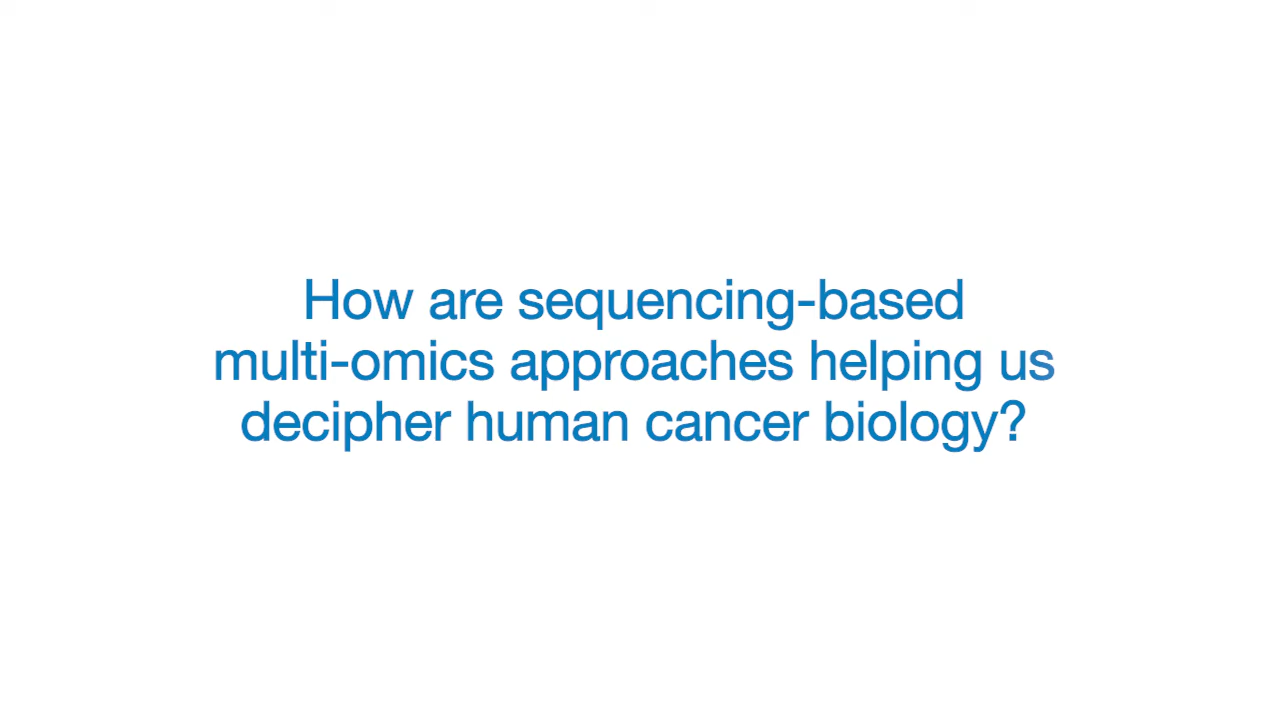 How are sequencing-based
multi-omics approaches helping us
decipher human cancer biology?